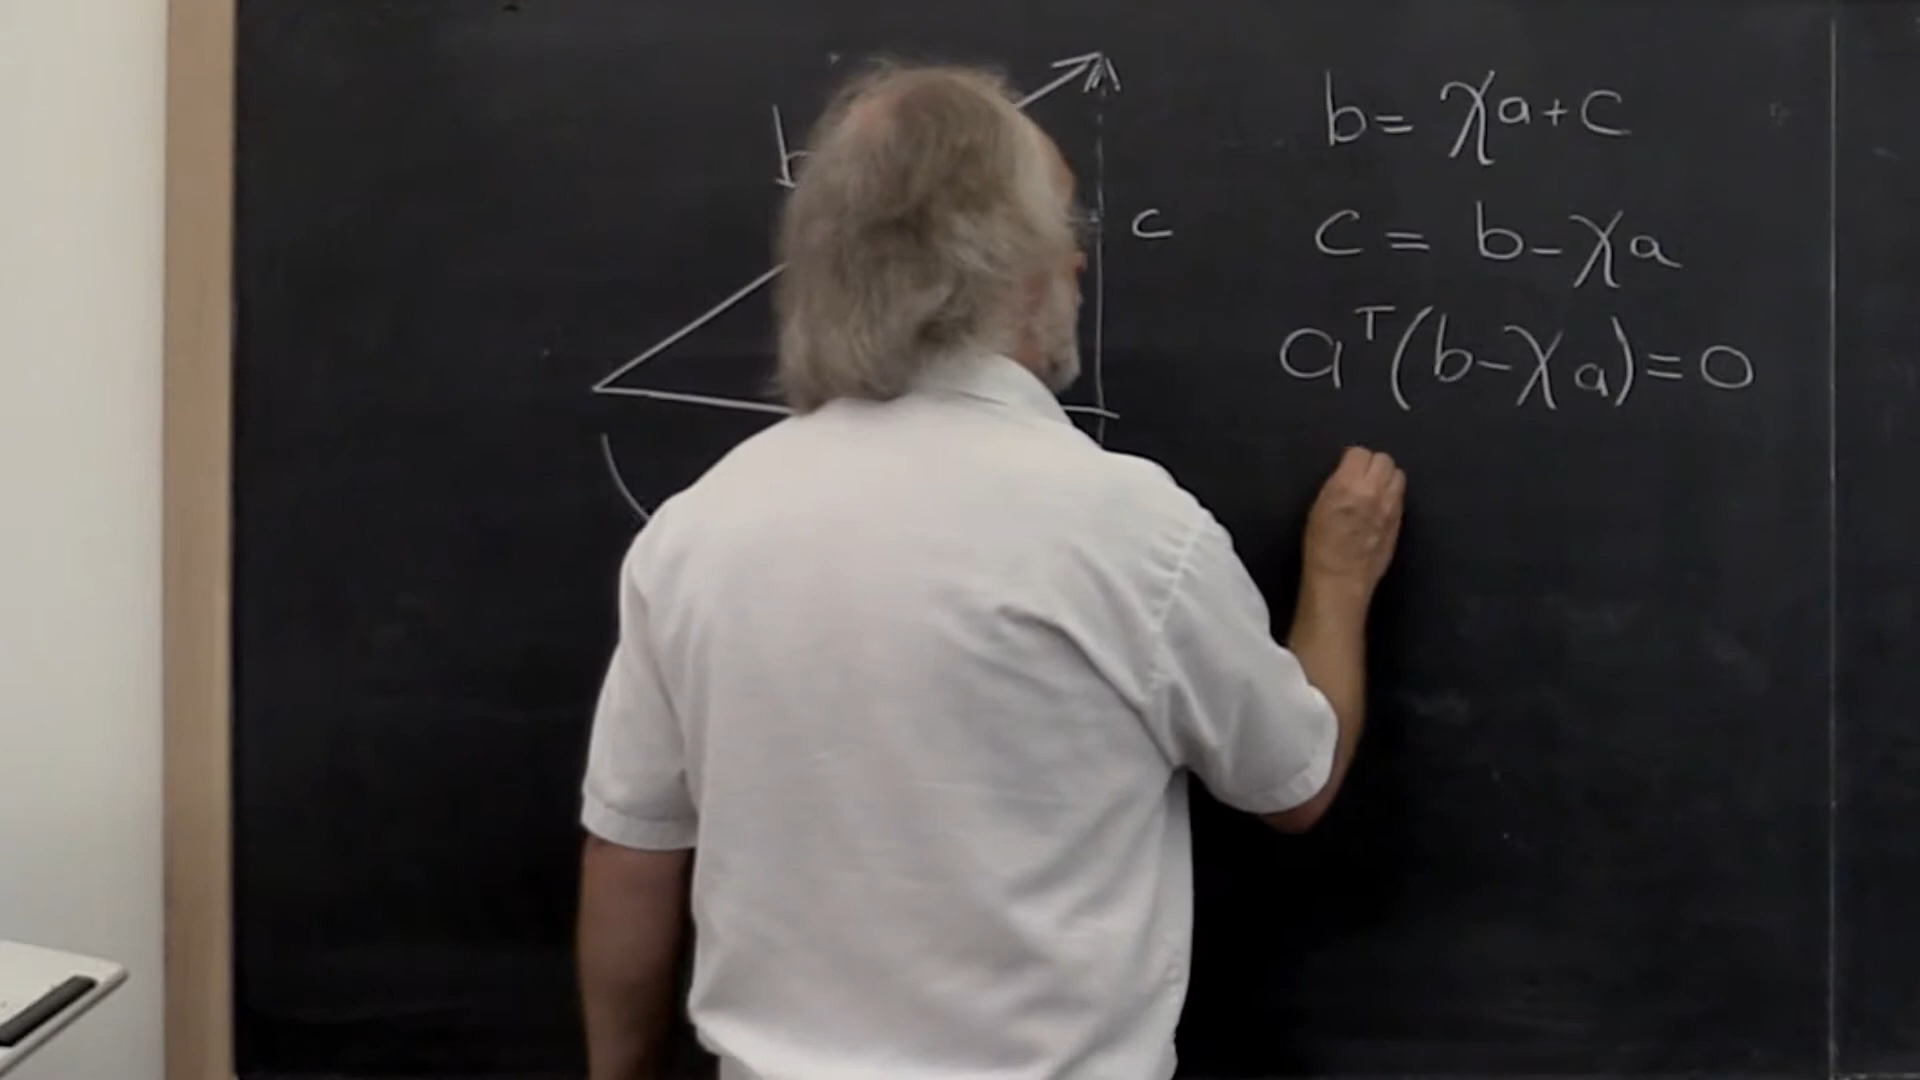 b
c
b = χa + c
c = b - χa
a^T(b - χa) = 0